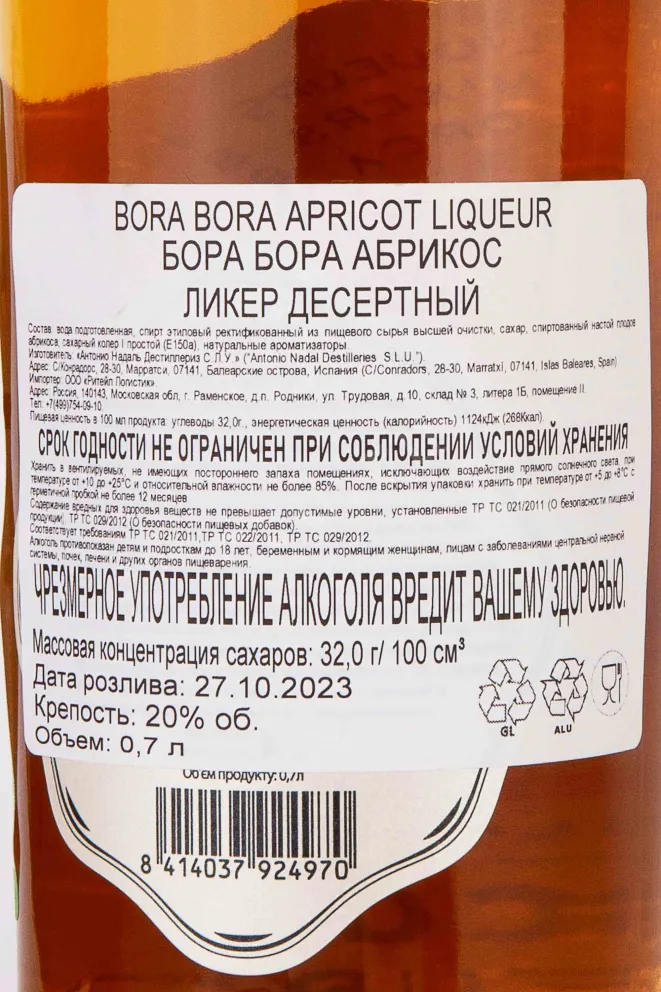 BORA BORA APRICOT LIQUEUR
БОРА БОРА АБРИКОС
ЛИКЕР ДЕСЕРТНЫЙ
Состав: вода подготовленная, спирт этиловый ректификованный из пищевого сырья высшей очистки, сахар, спиртованный настой плодов
абрикоса, сахарный колер I простой (Е150а), натуральные ароматизаторы.
Изготовитель: «Антонио Надаль Дестиллериз С.Л.У.» ("Antonio Nadal Destilleries S.L.U.").
Адрес: С/Конрадорс, 28-30, Марратси, 07141, Балеарские острова, Испания (C/Conradors, 28-30, Marratxi, 07141, Islas Baleares, Spain)
Импортер: ООО «Ритейл Логистик».
Адрес: Россия, 140143, Московская обл, г. Раменское, д.п. Родники, ул. Трудовая, д.10, склад № 3, литера 1Б, помещение II.
Тел: +7(499)754-09-10.
Пищевая ценность в 100 мл продукта: углеводы 32,0г., энергетическая ценность (калорийность) 1124кДж (268Ккал).
СРОК ГОДНОСТИ НЕ ОГРАНИЧЕН ПРИ СОБЛЮДЕНИИ УСЛОВИЙ ХРАНЕНИЯ
Хранить в вентилируемых, не имеющих постороннего запаха помещениях, исключающих воздействие прямого солнечного света, при
температуре от +10 до +25°С и относительной влажности не более 85%. После вскрытия упаковки хранить при температуре от +5 до +8°С с
герметичной пробкой не более 12 месяцев.
Содержание вредных для здоровья веществ не превышает допустимые уровни, установленные ТР ТС 021/2011 (О безопасности пищевой
продукции), ТР ТС 029/2012 (О безопасности пищевых добавок).
Соответствует требованиям ТР ТС 021/2011,ТР ТС 022/2011, ТР ТС 029/2012.
Алкоголь противопоказан детям и подросткам до 18 лет, беременным и кормящим женщинам, лицам с заболеваниями центральной нервной
системы, почек, печени и других органов пищеварения.
ЧРЕЗМЕРНОЕ УПОТРЕБЛЕНИЕ АЛКОГОЛЯ ВРЕДИТ ВАШЕМУ ЗДОРОВЬЮ.
Массовая концентрация сахаров: 32,0 г/ 100 см³
Дата розлива: 27.10.2023
Крепость: 20% об.
Объем: 0,7 л
GL
ALU
Об'єм продукту: 0,7л
8 414037 924970